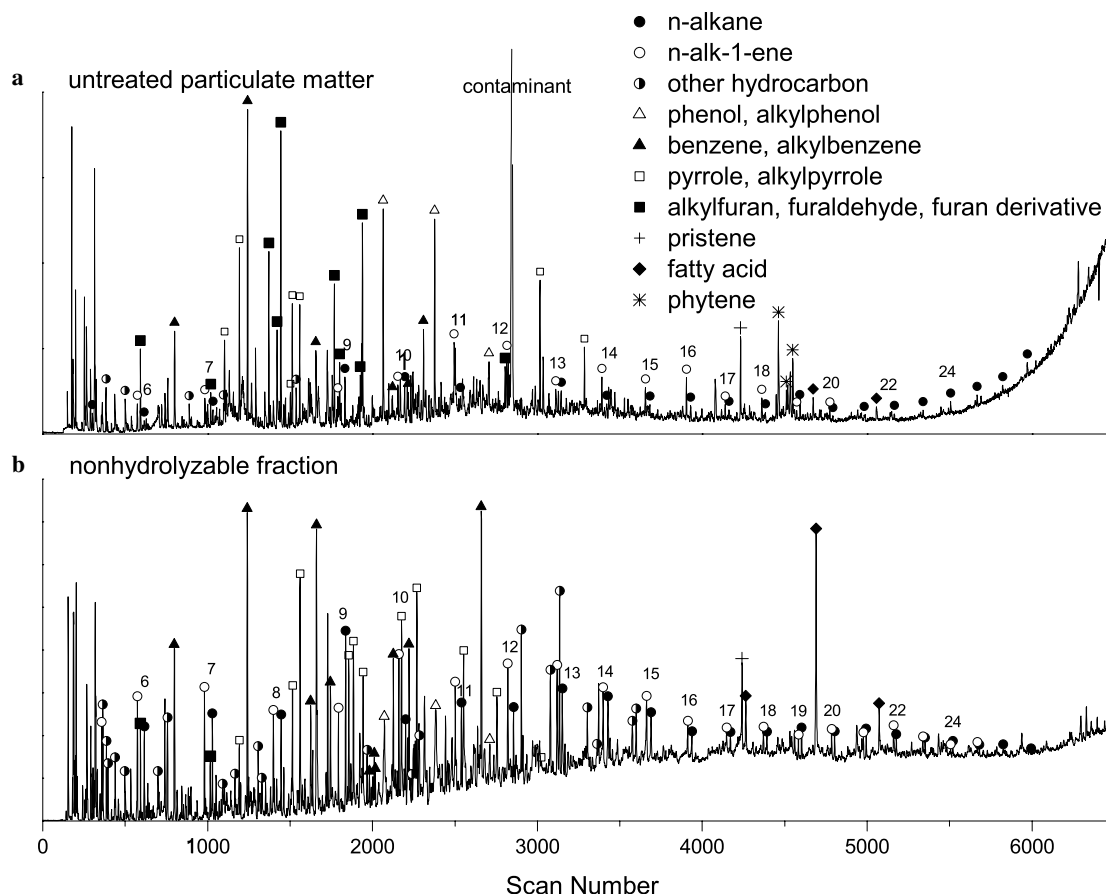 a
untreated particulate matter
contaminant
n-alkane
n-alk-1-ene
other hydrocarbon
phenol, alkylphenol
benzene, alkylbenzene
pyrrole, alkylpyrrole
alkylfuran, furaldehyde, furan derivative
pristene
fatty acid
phytene
6
7
9
10
11
12
13
14
15
16
17
18
20
22
24
b
nonhydrolyzable fraction
6
7
8
9
10
11
12
13
14
15
16
17
18
19
20
22
24
0 1000 2000 3000 4000 5000 6000
Scan Number